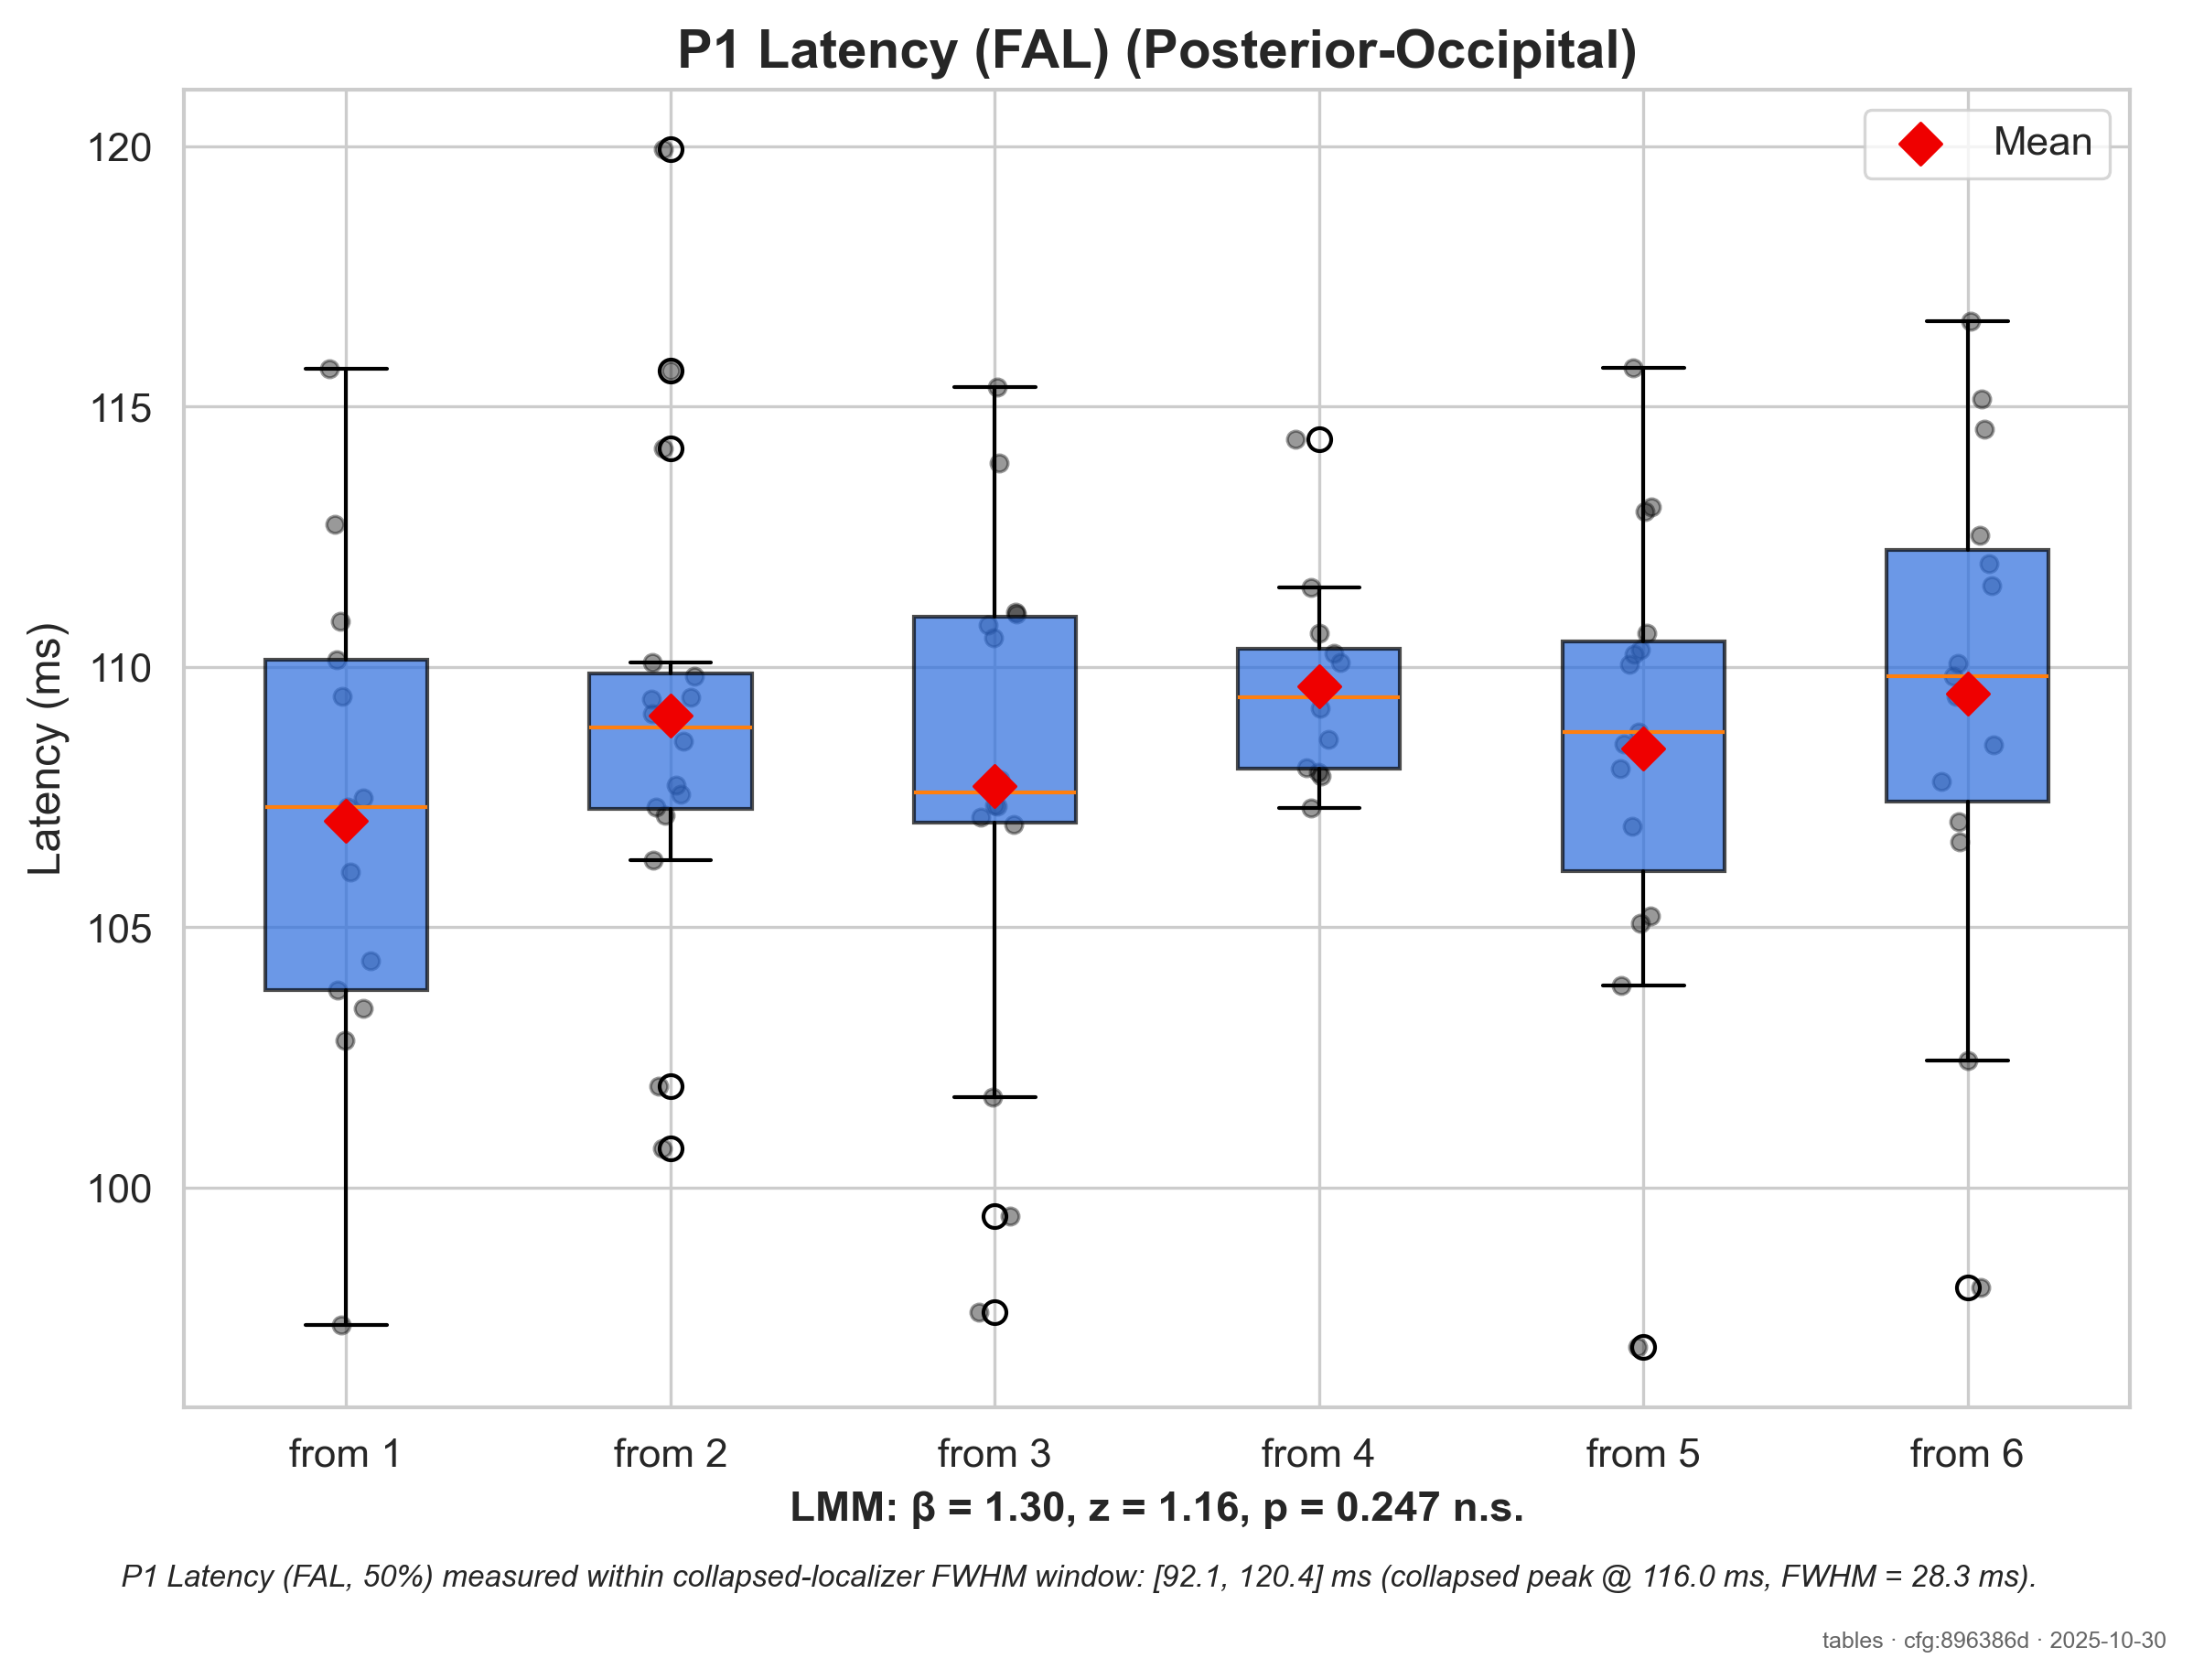 P1 Latency (FAL) (Posterior-Occipital)
Mean
Latency (ms)
120
115
110
105
100
from 1 from 2 from 3 from 4 from 5 from 6
LMM: β = 1.30, z = 1.16, p = 0.247 n.s.
P1 Latency (FAL, 50%) measured within collapsed-localizer FWHM window: [92.1, 120.4] ms (collapsed peak @ 116.0 ms, FWHM = 28.3 ms).
tables · cfg:896386d · 2025-10-30